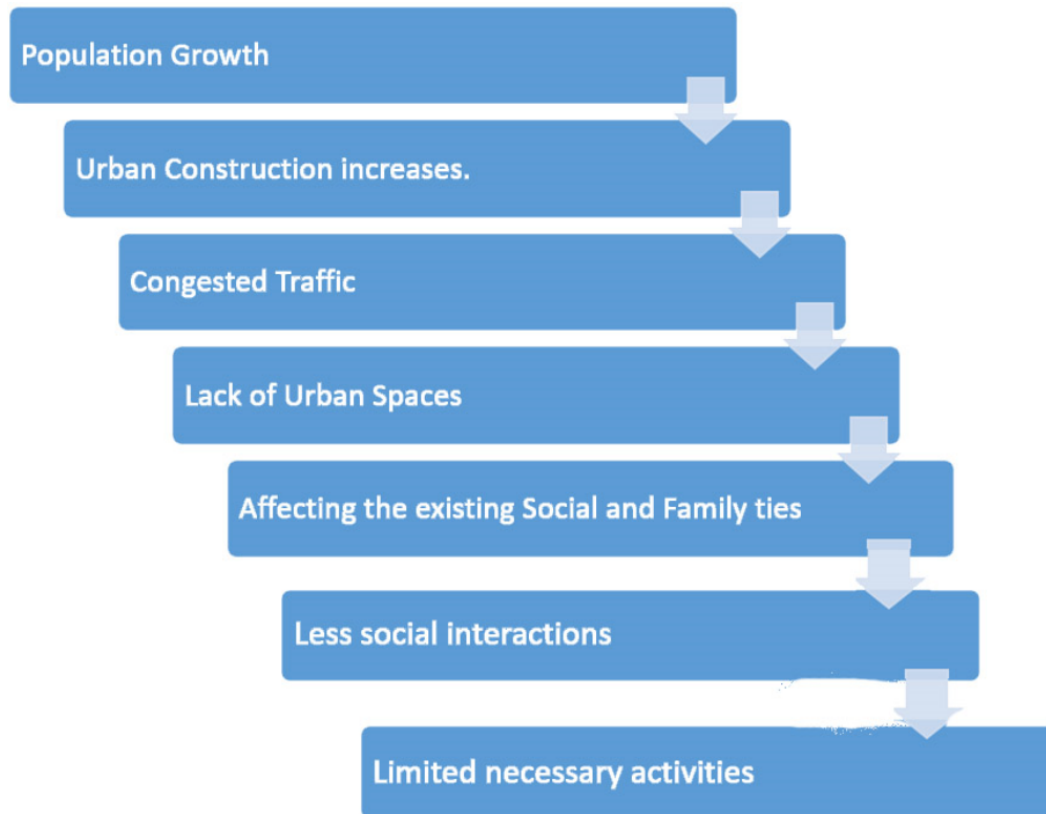 Population Growth
Urban Construction increases.
Congested Traffic
Lack of Urban Spaces
Affecting the existing Social and Family ties
Less social interactions
Limited necessary activities